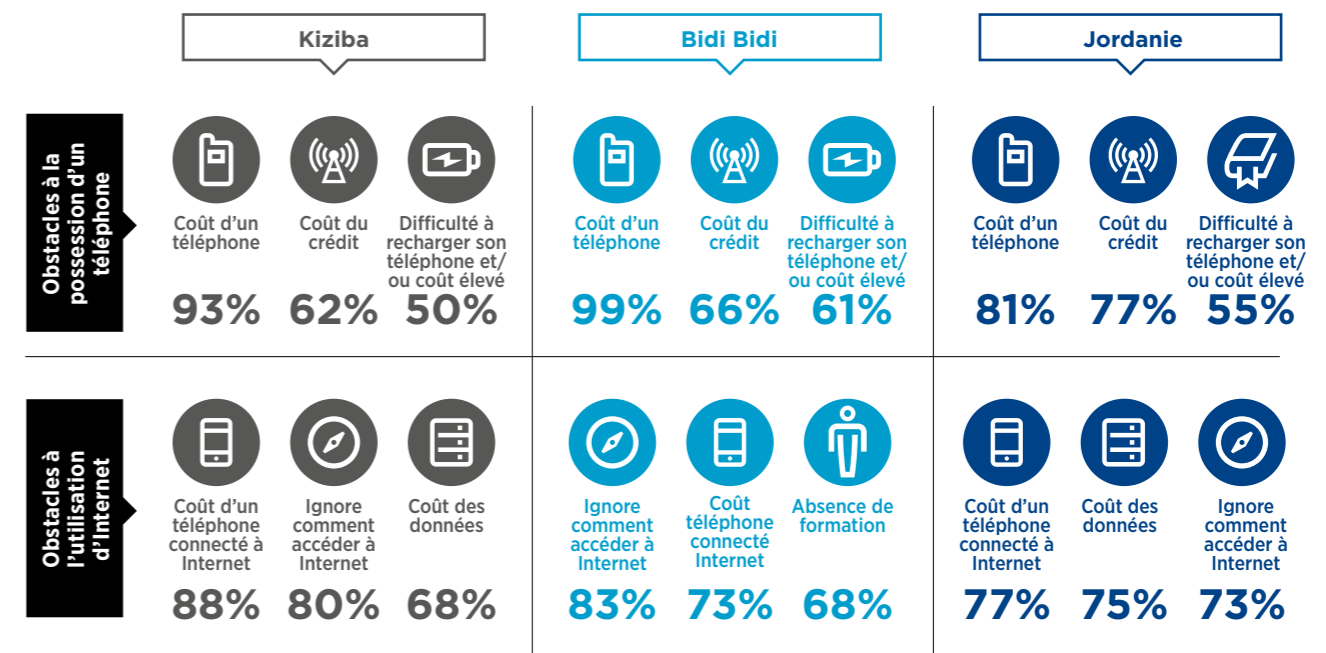 Kiziba
Bidi Bidi
Jordanie
Obstacles à la
possession d'un
téléphone
Coût d'un
téléphone
93%
Coût du
crédit
62%
Difficulté à
recharger son
téléphone et/
ou coût élevé
50%
Coût d'un
téléphone
99%
Coût du
crédit
66%
Difficulté à
recharger son
téléphone et/
ou coût élevé
61%
Coût d'un
téléphone
81%
Coût du
crédit
77%
Difficulté à
recharger son
téléphone et/
ou coût élevé
55%
Obstacles à
l'utilisation
d'Internet
Coût d'un
téléphone
connecté à
Internet
88%
Ignore
comment
accéder à
Internet
80%
Coût des
données
68%
Ignore
comment
accéder à
Internet
83%
Coût
téléphone
connecté
Internet
73%
Absence de
formation
68%
Coût d'un
téléphone
connecté à
Internet
77%
Coût des
données
75%
Ignore
comment
accéder à
Internet
73%